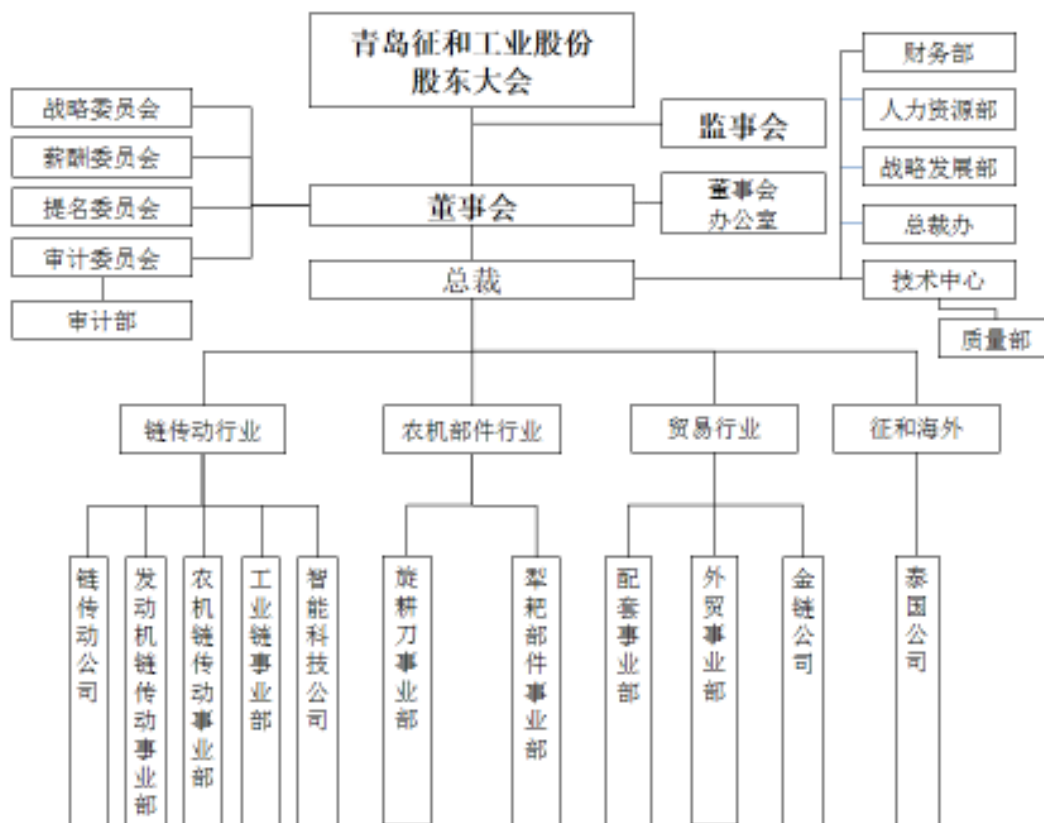 青岛征和工业股份
股东大会
财务部
战略委员会
人力资源部
监事会
薪酬委员会
战略发展部
提名委员会
董事会
董事会
办公室
总裁办
审计委员会
总裁
技术中心
审计部
质量部
链传动行业
农机部件行业
贸易行业
征和海外
链传动公司
发动机链传动事业部
农机链传动事业部
工业链事业部
智能科技公司
旋耕刀事业部
犁耙部件事业部
配套事业部
外贸事业部
金链公司
泰国公司